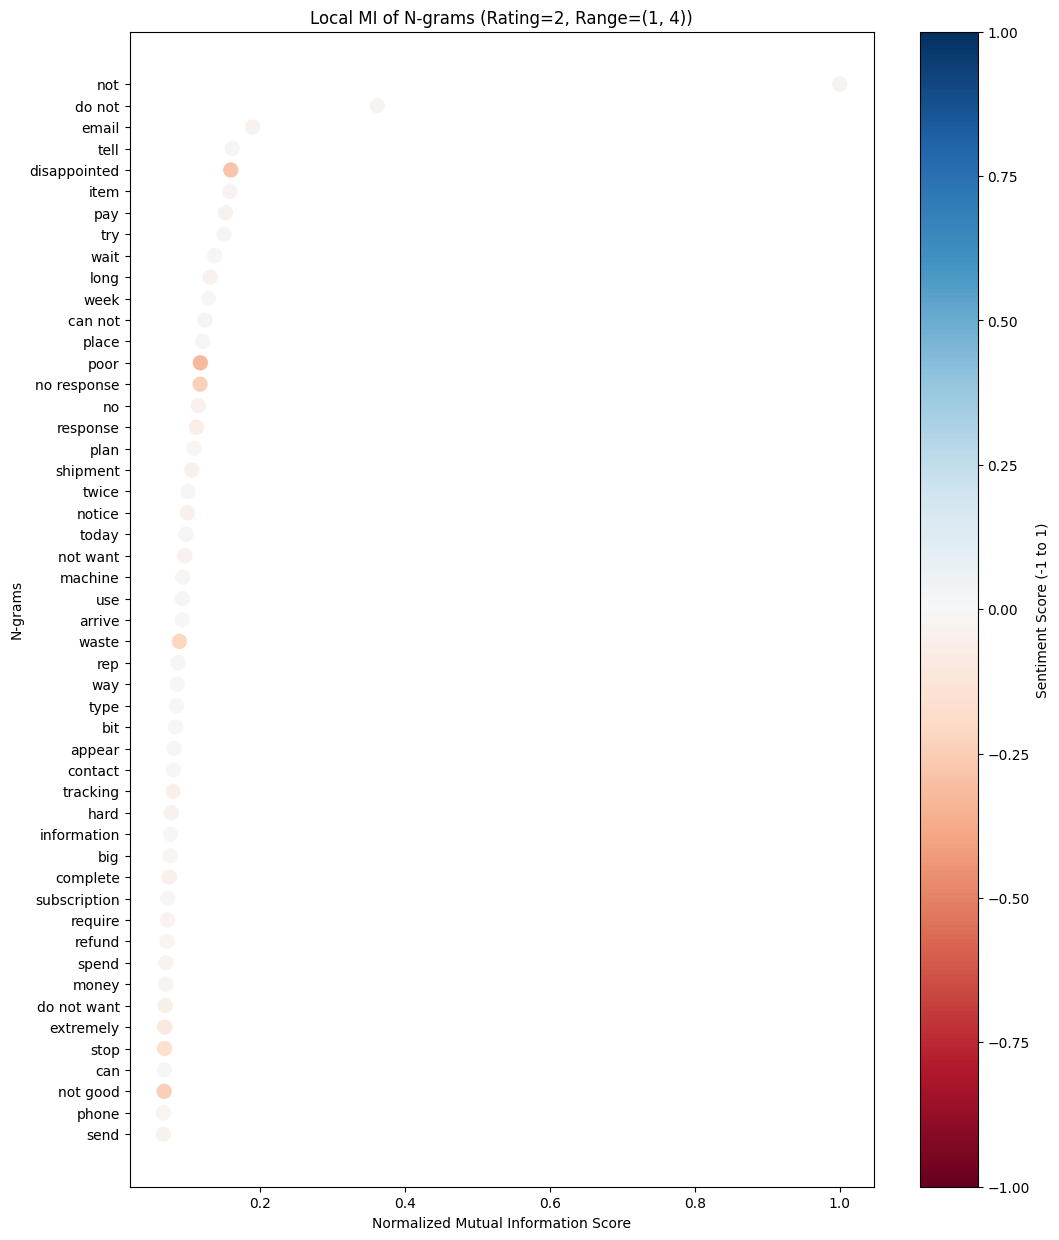 Local MI of N-grams (Rating=2, Range=(1, 4))
N-grams
not
do not
email
tell
disappointed
item
pay
try
wait
long
week
can not
place
poor
no response
no
response
plan
shipment
twice
notice
today
not want
machine
use
arrive
waste
rep
way
type
bit
appear
contact
tracking
hard
information
big
complete
subscription
require
refund
spend
money
do not want
extremely
stop
can
not good
phone
send
0.2
0.4
0.6
0.8
1.0
Normalized Mutual Information Score
1.00
0.75
0.50
0.25
0.00
−0.25
−0.50
−0.75
−1.00
Sentiment Score (-1 to 1)